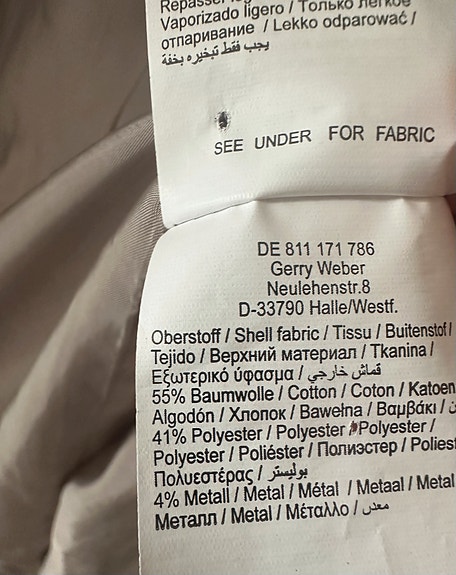 Repasser
Vaporizado ligero / Только легкое
отпаривание / Lekko odparować /
يجب فقط تبخيره بخفة
SEE UNDER FOR FABRIC
DE 811 171 786
Gerry Weber
Neulehenstr.8
D-33790 Halle/Westf.
Oberstoff / Shell fabric / Tissu / Buitenstof /
Tejido / Верхний материал / Tkanina /
Εξωτερικό ύφασμα / قماش خارجي /
55% Baumwolle / Cotton / Coton / Katoen
Algodón / Хлопок / Bawełna / Βαμβάκι /
41% Polyester / Polyester / Polyester /
Polyester / Poliéster / Полиэстер / Poliest
Πολυεστέρας / بوليستر /
4% Metall / Metal / Métal / Metaal / Metal
Металл / Metal / Μέταλλο / معدن /